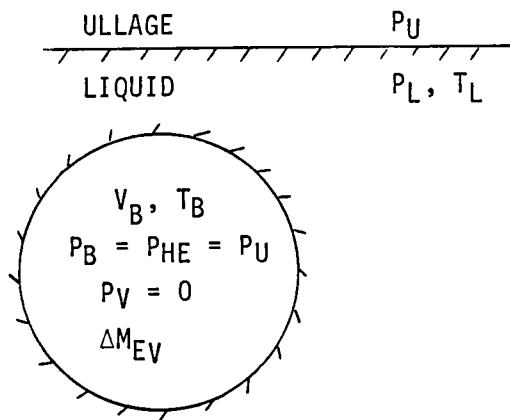 ULLAGE P_U
LIQUID P_L, T_L
V_B, T_B
P_B = P_HE = P_U
P_V = 0
ΔM_EV